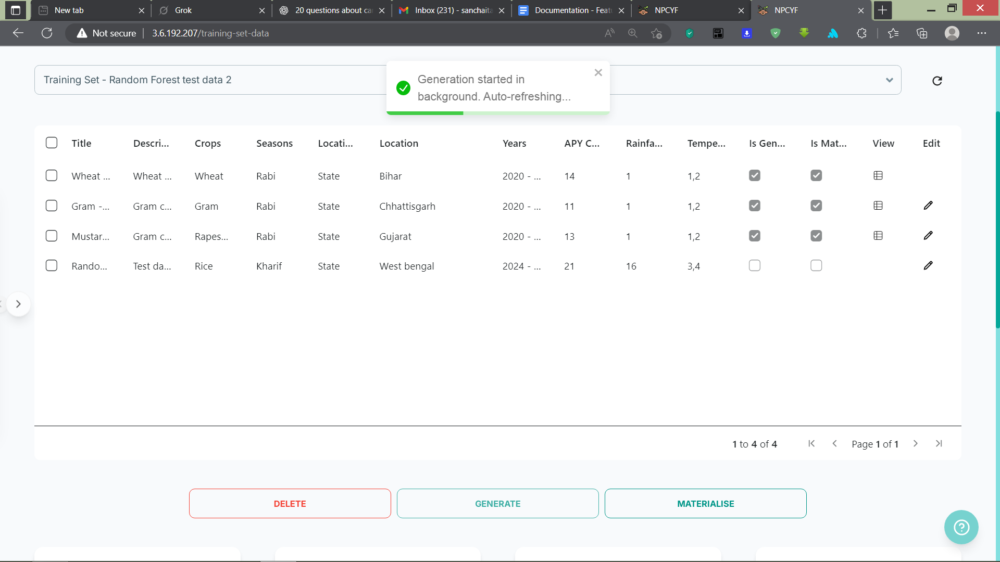 New tab
Grok
20 questions about ca
Inbox (231) - sanchaita
Documentation - Feat
NPCYF
NPCYF
Not secure
3.6.192.207/training-set-data
Training Set - Random Forest test data 2
Generation started in
background. Auto-refreshing...
Title Descri... Crops Seasons Locati... Location Years APY C... Rainfa... Tempe... Is Gen... Is Mat... View Edit
Wheat ... Wheat ... Wheat Rabi State Bihar 2020 - ... 14 1 1,2
Gram -... Gram c... Gram Rabi State Chhattisgarh 2020 - ... 11 1 1,2
Mustar... Gram c... Rapes... Rabi State Gujarat 2020 - ... 13 1 1,2
Rando... Test da... Rice Kharif State West bengal 2024 - ... 21 16 3,4
1 to 4 of 4 Page 1 of 1
DELETE GENERATE MATERIALISE